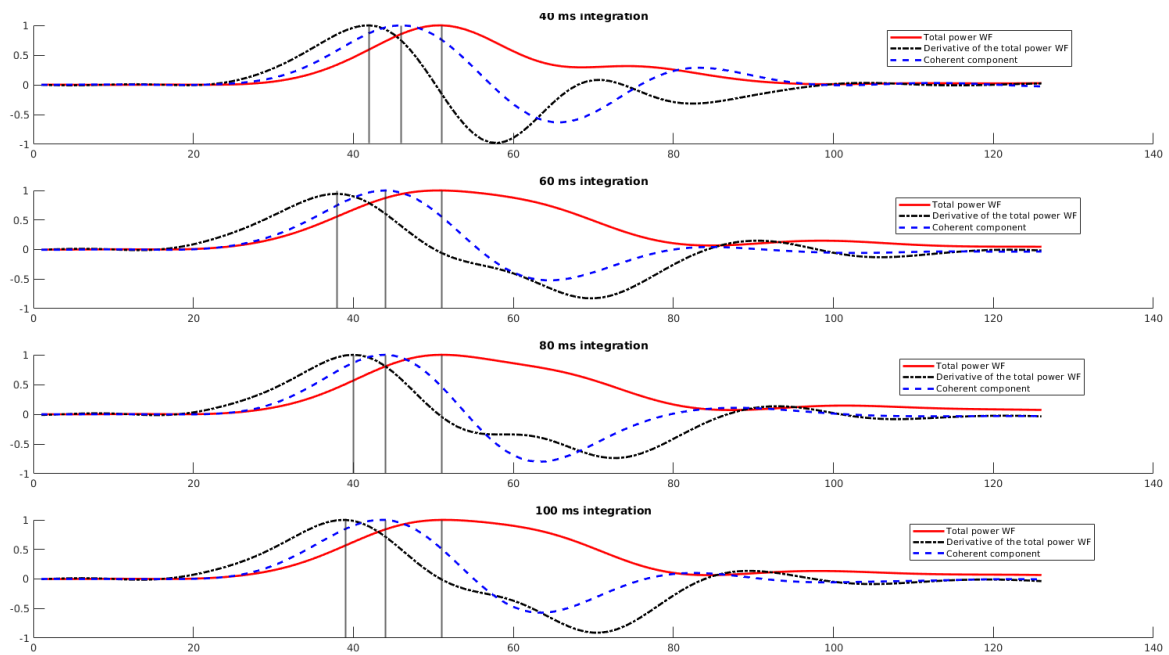 40 ms integration
1
0.5
0
-0.5
-1
0 20 40 60 80 100 120 140
Total power WF
Derivative of the total power WF
Coherent component
60 ms integration
1
0.5
0
-0.5
-1
0 20 40 60 80 100 120 140
Total power WF
Derivative of the total power WF
Coherent component
80 ms integration
1
0.5
0
-0.5
-1
0 20 40 60 80 100 120 140
Total power WF
Derivative of the total power WF
Coherent component
100 ms integration
1
0.5
0
-0.5
-1
0 20 40 60 80 100 120 140
Total power WF
Derivative of the total power WF
Coherent component